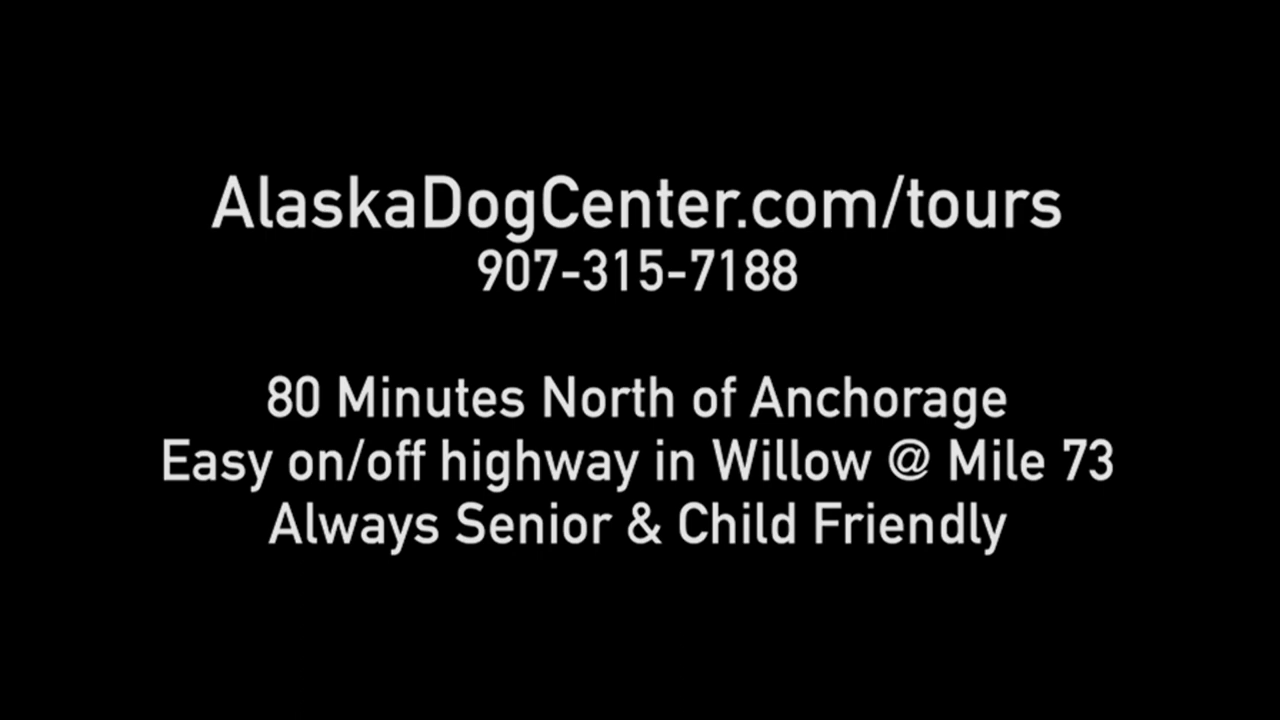 AlaskaDogCenter.com/tours
907-315-7188
80 Minutes North of Anchorage
Easy on/off highway in Willow @ Mile 73
Always Senior & Child Friendly